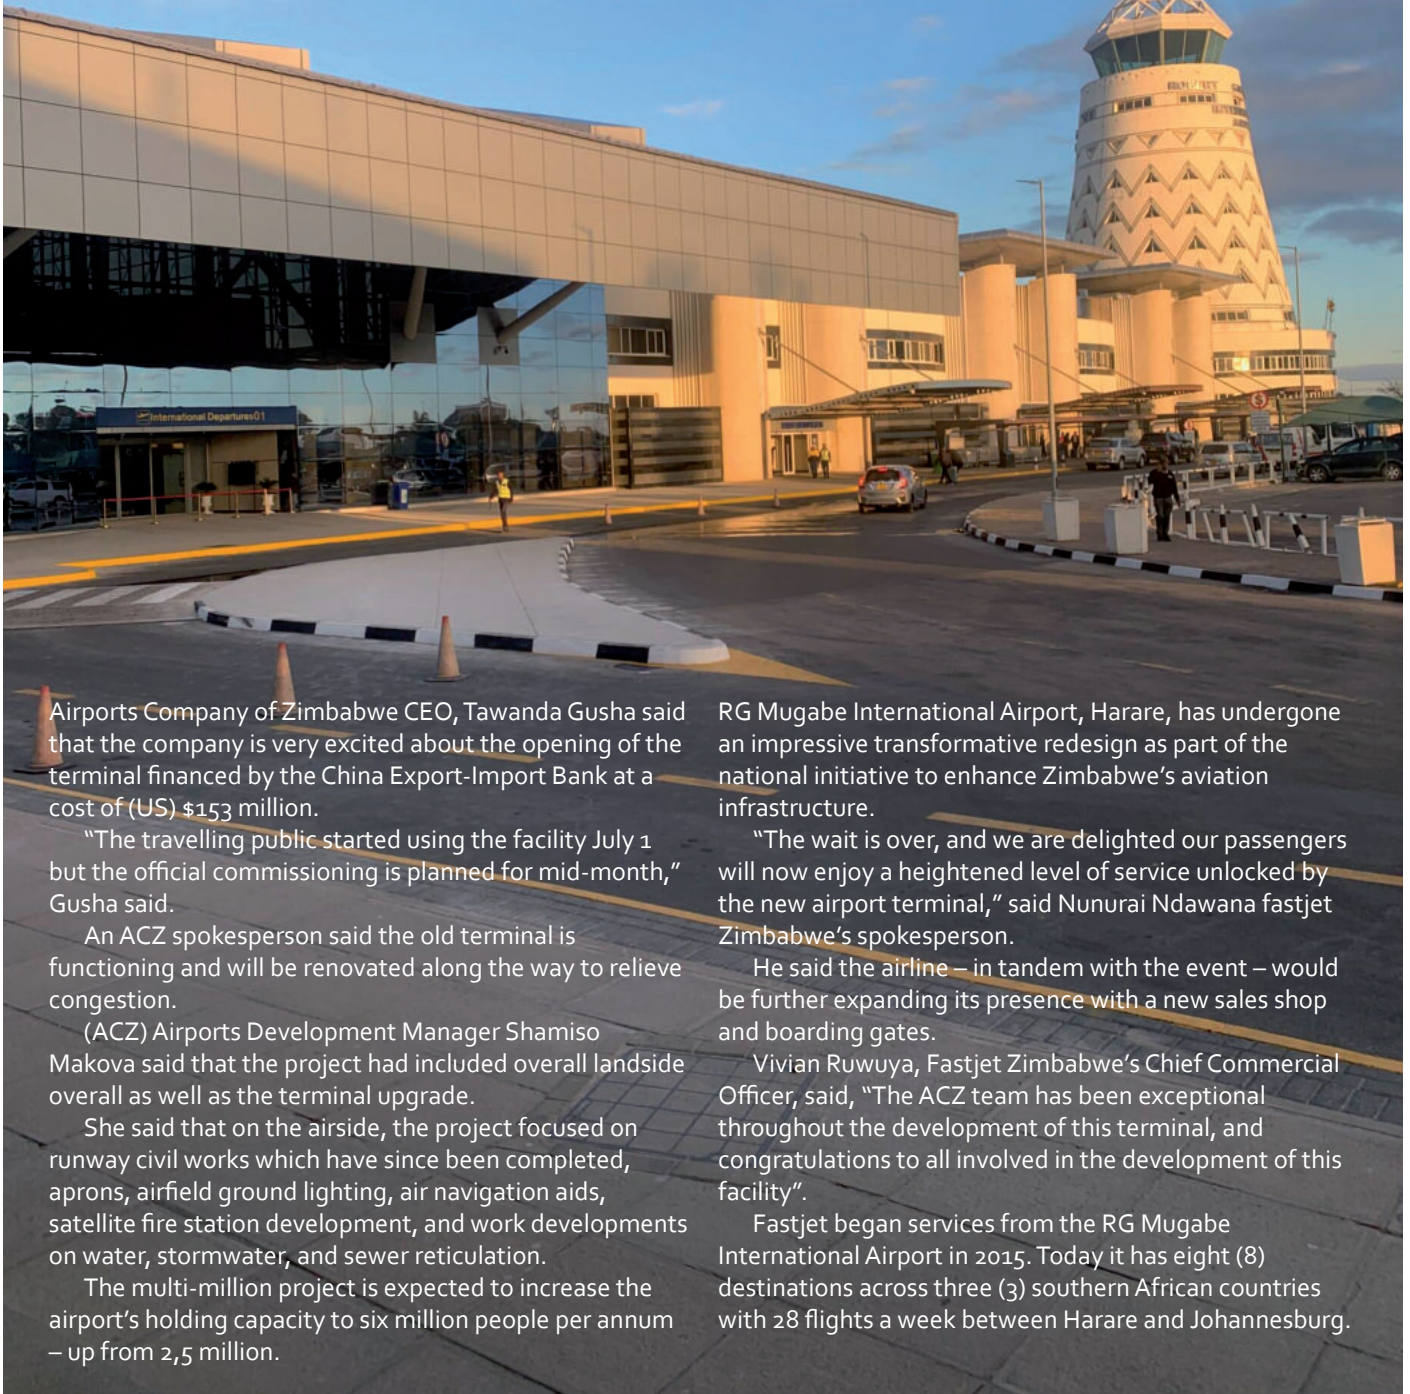 International Departures 01
Airports Company of Zimbabwe CEO, Tawanda Gusha said
that the company is very excited about the opening of the
terminal financed by the China Export-Import Bank at a
cost of (US) $153 million.
“The travelling public started using the facility July 1
but the official commissioning is planned for mid-month,”
Gusha said.
An ACZ spokesperson said the old terminal is
functioning and will be renovated along the way to relieve
congestion.
(ACZ) Airports Development Manager Shamiso
Makova said that the project had included overall landside
overall as well as the terminal upgrade.
She said that on the airside, the project focused on
runway civil works which have since been completed,
aprons, airfield ground lighting, air navigation aids,
satellite fire station development, and work developments
on water, stormwater, and sewer reticulation.
The multi-million project is expected to increase the
airport’s holding capacity to six million people per annum
– up from 2,5 million.
RG Mugabe International Airport, Harare, has undergone
an impressive transformative redesign as part of the
national initiative to enhance Zimbabwe’s aviation
infrastructure.
“The wait is over, and we are delighted our passengers
will now enjoy a heightened level of service unlocked by
the new airport terminal,” said Nunurai Ndawana fastjet
Zimbabwe’s spokesperson.
He said the airline – in tandem with the event – would
be further expanding its presence with a new sales shop
and boarding gates.
Vivian Ruwuya, Fastjet Zimbabwe’s Chief Commercial
Officer, said, “The ACZ team has been exceptional
throughout the development of this terminal, and
congratulations to all involved in the development of this
facility”.
Fastjet began services from the RG Mugabe
International Airport in 2015. Today it has eight (8)
destinations across three (3) southern African countries
with 28 flights a week between Harare and Johannesburg.